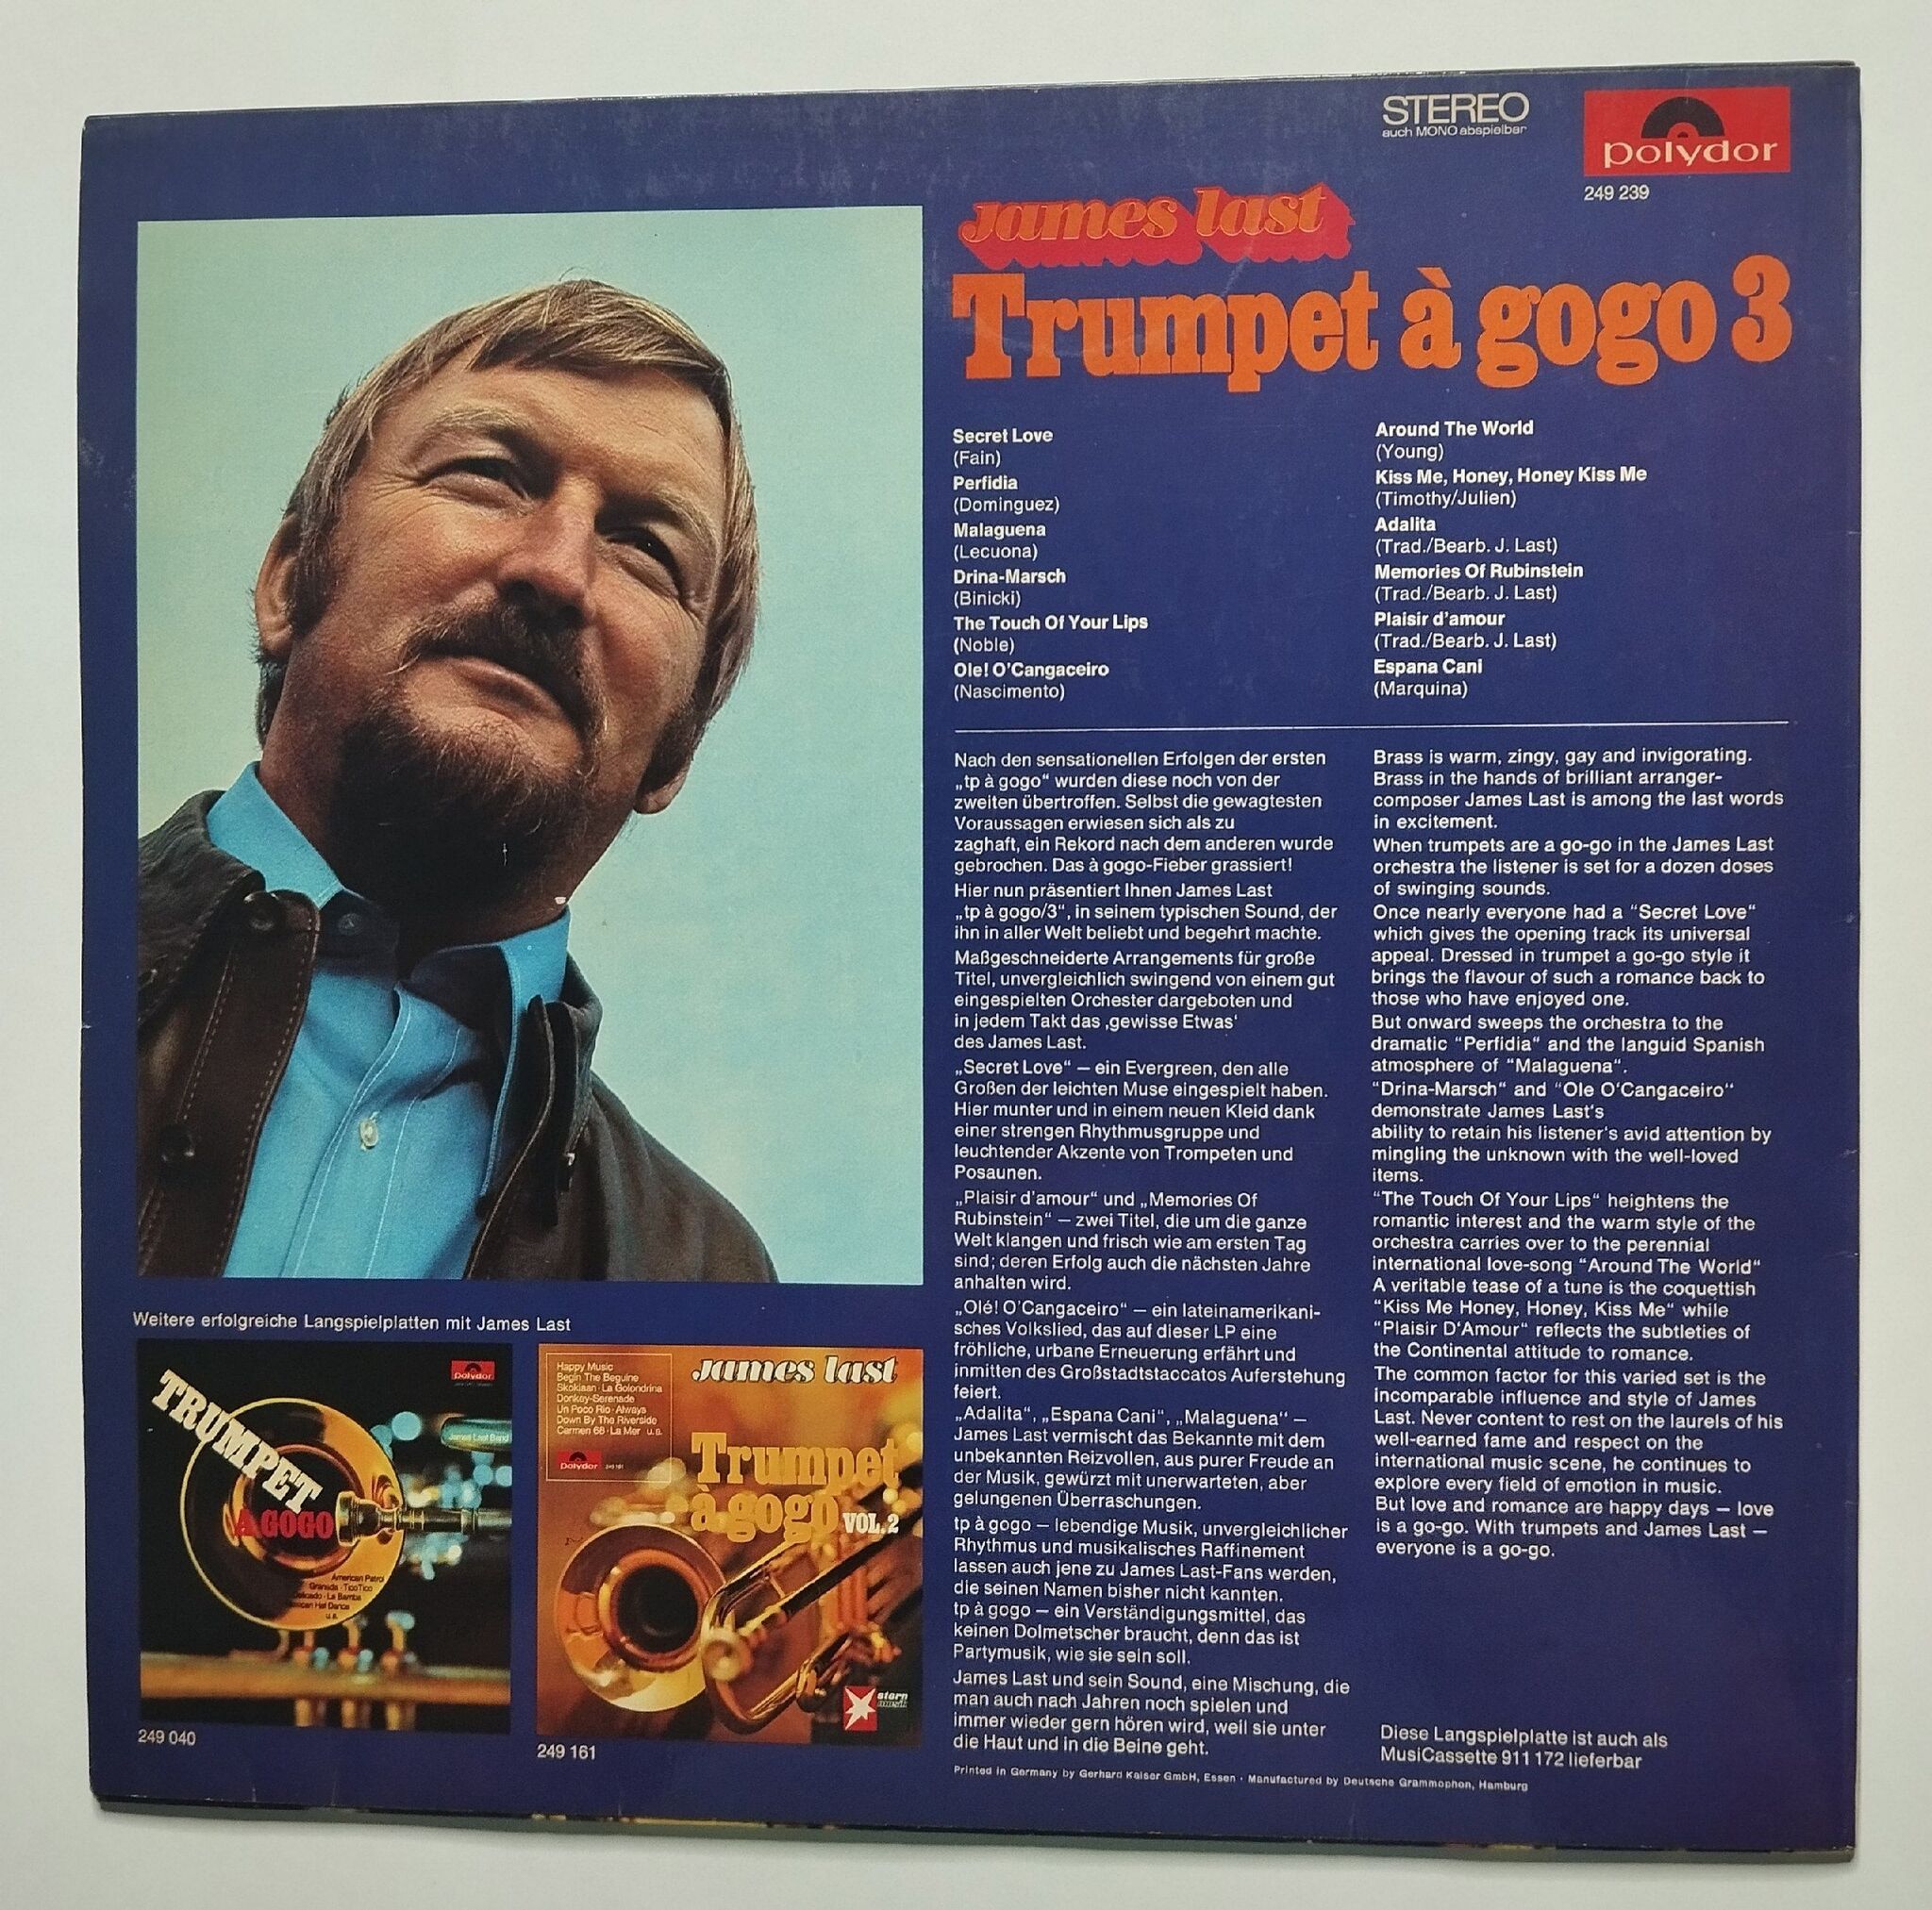 STEREO
auch MONO abspielbar
polydor
249 239
james last
Trumpet à gogo 3
Secret Love
(Fain)
Perfidia
(Dominguez)
Malaguena
(Lecuona)
Drina-Marsch
(Binicki)
The Touch Of Your Lips
(Noble)
Ole! O'Cangaceiro
(Nascimento)
Around The World
(Young)
Kiss Me, Honey, Honey Kiss Me
(Timothy/Julien)
Adalita
(Trad./Bearb. J. Last)
Memories Of Rubinstein
(Trad./Bearb. J. Last)
Plaisir d'amour
(Trad./Bearb. J. Last)
Espana Cani
(Marquina)
Nach den sensationellen Erfolgen der ersten
„tp à gogo“ wurden diese noch von der
zweiten übertroffen. Selbst die gewagtesten
Voraussagen erwiesen sich als zu
zaghaft, ein Rekord nach dem anderen wurde
gebrochen. Das à gogo-Fieber grassiert!
Hier nun präsentiert Ihnen James Last
„tp à gogo/3“, in seinem typischen Sound, der
ihn in aller Welt beliebt und begehrt machte.
Maßgeschneiderte Arrangements für große
Titel, unvergleichlich swingend von einem gut
eingespielten Orchester dargeboten und
in jedem Takt das ‚gewisse Etwas‘
des James Last.
„Secret Love“ — ein Evergreen, den alle
Großen der leichten Muse eingespielt haben.
Hier munter und in einem neuen Kleid dank
einer strengen Rhythmusgruppe und
leuchtender Akzente von Trompeten und
Posaunen.
„Plaisir d'amour“ und „Memories Of
Rubinstein“ — zwei Titel, die um die ganze
Welt klangen und frisch wie am ersten Tag
sind; deren Erfolg auch die nächsten Jahre
anhalten wird.
„Olé! O'Cangaceiro“ — ein lateinamerikani-
sches Volkslied, das auf dieser LP eine
fröhliche, urbane Erneuerung erfährt und
inmitten des Großstadtstaccatos Auferstehung
feiert.
„Adalita“, „Espana Cani“, „Malaguena“ —
James Last vermischt das Bekannte mit dem
unbekannten Reizvollen, aus purer Freude an
der Musik, gewürzt mit unerwarteten, aber
gelungenen Überraschungen.
tp à gogo — lebendige Musik, unvergleichlicher
Rhythmus und musikalisches Raffinement
lassen auch jene zu James Last-Fans werden,
die seinen Namen bisher nicht kannten.
tp à gogo — ein Verständigungsmittel, das
keinen Dolmetscher braucht, denn das ist
Partymusik, wie sie sein soll.
James Last und sein Sound, eine Mischung, die
man auch nach Jahren noch spielen und
immer wieder gern hören wird, weil sie unter
die Haut und in die Beine geht.
Brass is warm, zingy, gay and invigorating.
Brass in the hands of brilliant arranger-
composer James Last is among the last words
in excitement.
When trumpets are a go-go in the James Last
orchestra the listener is set for a dozen doses
of swinging sounds.
Once nearly everyone had a “Secret Love“
which gives the opening track its universal
appeal. Dressed in trumpet a go-go style it
brings the flavour of such a romance back to
those who have enjoyed one.
But onward sweeps the orchestra to the
dramatic “Perfidia“ and the languid Spanish
atmosphere of “Malaguena“.
“Drina-Marsch“ and “Ole O'Cangaceiro“
demonstrate James Last's
ability to retain his listener's avid attention by
mingling the unknown with the well-loved
items.
“The Touch Of Your Lips“ heightens the
romantic interest and the warm style of the
orchestra carries over to the perennial
international love-song “Around The World“
A veritable tease of a tune is the coquettish
“Kiss Me Honey, Honey, Kiss Me“ while
“Plaisir D'Amour“ reflects the subtleties of
the Continental attitude to romance.
The common factor for this varied set is the
incomparable influence and style of James
Last. Never content to rest on the laurels of his
well-earned fame and respect on the
international music scene, he continues to
explore every field of emotion in music.
But love and romance are happy days — love
is a go-go. With trumpets and James Last —
everyone is a go-go.
Diese Langspielplatte ist auch als
MusiCassette 911 172 lieferbar
Weitere erfolgreiche Langspielplatten mit James Last
polydor
James Last Band
TRUMPET
A GOGO
American Patrol
Granada · Tico Tico
Delicado · La Bamba
Mexican Hat Dance
u.a.
249 040
Happy Music
Begin The Beguine
Skokiaan · La Golondrina
Donkey-Serenade
Un Poco Rio · Always
Down By The Riverside
Carmen 68 · La Mer u.a.
polydor 249 161
james last
Trumpet
à gogo VOL. 2
stern
musik
249 161
Printed in Germany by Gerhard Kaiser GmbH, Essen · Manufactured by Deutsche Grammophon, Hamburg